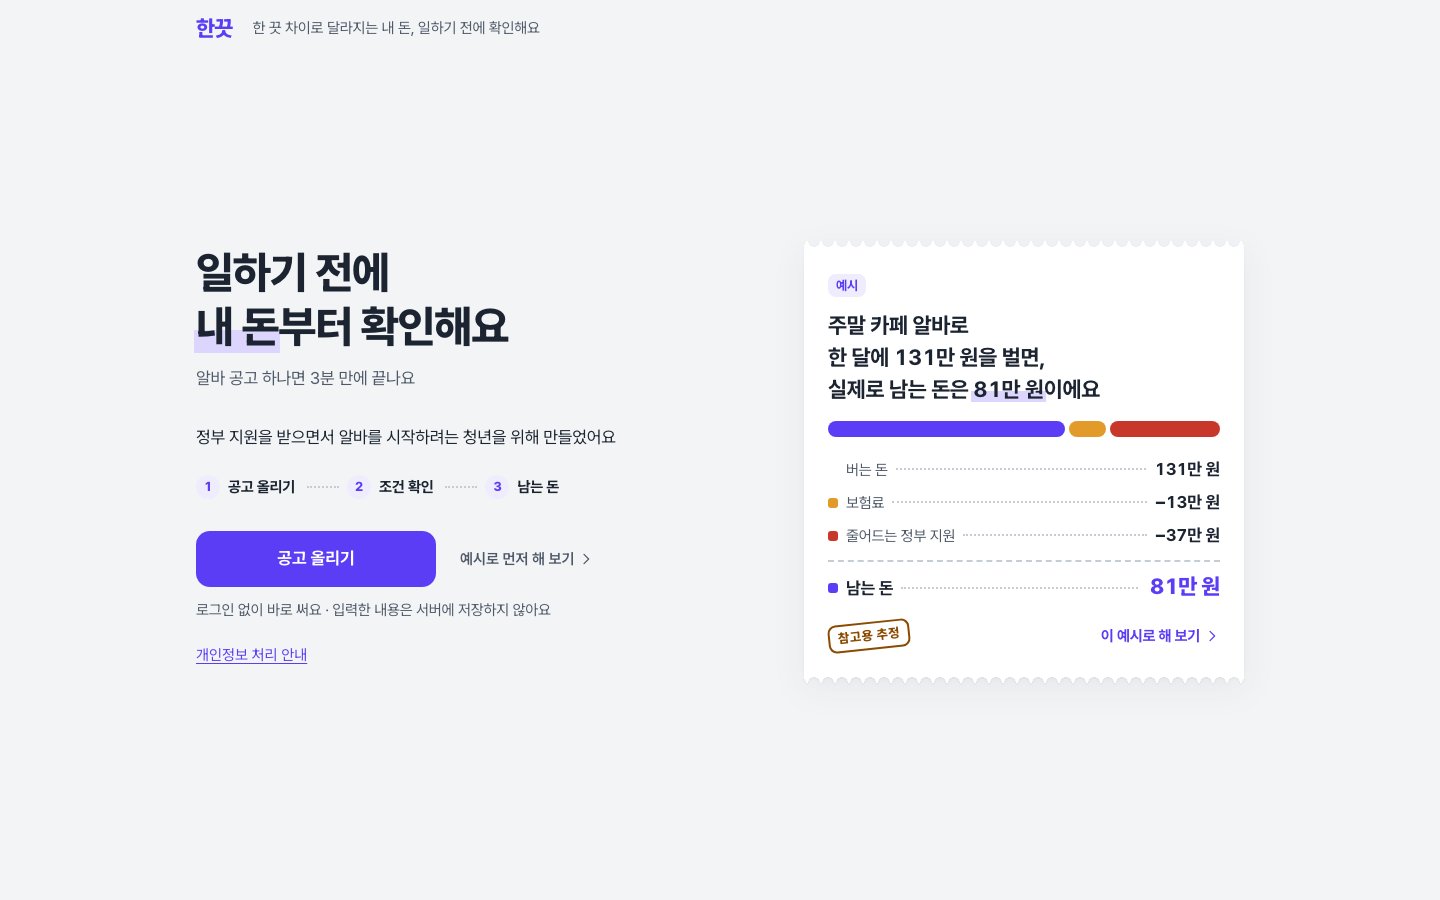 한끗
한 끗 차이로 달라지는 내 돈, 일하기 전에 확인해요
일하기 전에
내 돈부터 확인해요
알바 공고 하나면 3분 만에 끝나요
정부 지원을 받으면서 알바를 시작하려는 청년을 위해 만들었어요
1 공고 올리기 2 조건 확인 3 남는 돈
공고 올리기
예시로 먼저 해 보기
로그인 없이 바로 써요 · 입력한 내용은 서버에 저장하지 않아요
개인정보 처리 안내
예시
주말 카페 알바로
한 달에 131만 원을 벌면,
실제로 남는 돈은 81만 원이에요
버는 돈 131만 원
보험료 −13만 원
줄어드는 정부 지원 −37만 원
남는 돈 81만 원
참고용 추정
이 예시로 해 보기